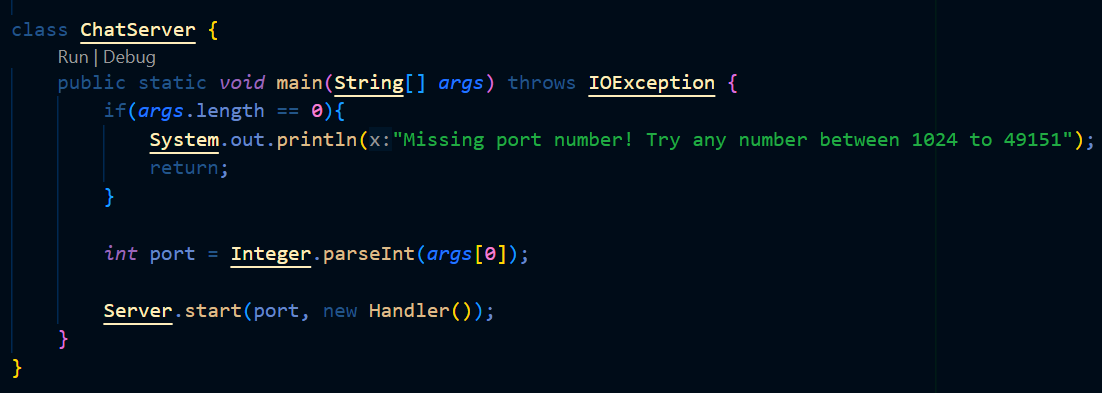 class ChatServer {
Run | Debug
public static void main(String[] args) throws IOException {
if(args.length == 0){
System.out.println(x:"Missing port number! Try any number between 1024 to 49151");
return;
}
int port = Integer.parseInt(args[0]);
Server.start(port, new Handler());
}
}